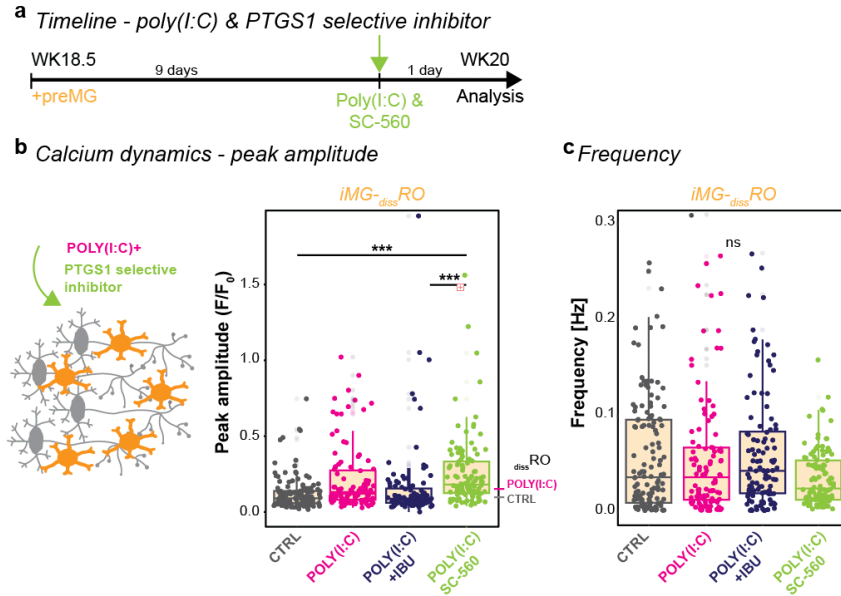 a Timeline - poly(I:C) & PTGS1 selective inhibitor
WK18.5
9 days
1 day
WK20
+preMG
Poly(I:C) &
SC-560
Analysis
b Calcium dynamics - peak amplitude
POLY(I:C)+
PTGS1 selective
inhibitor
iMG-dissRO
Peak amplitude (F/F0)
1.5
1.0
0.5
0.0
***
***
dissRO
POLY(I:C)
CTRL
CTRL
POLY(I:C)
POLY(I:C)
+IBU
POLY(I:C)
SC-560
c Frequency
iMG-dissRO
Frequency [Hz]
0.3
0.2
0.1
0.0
ns
CTRL
POLY(I:C)
POLY(I:C)
+IBU
POLY(I:C)
SC-560